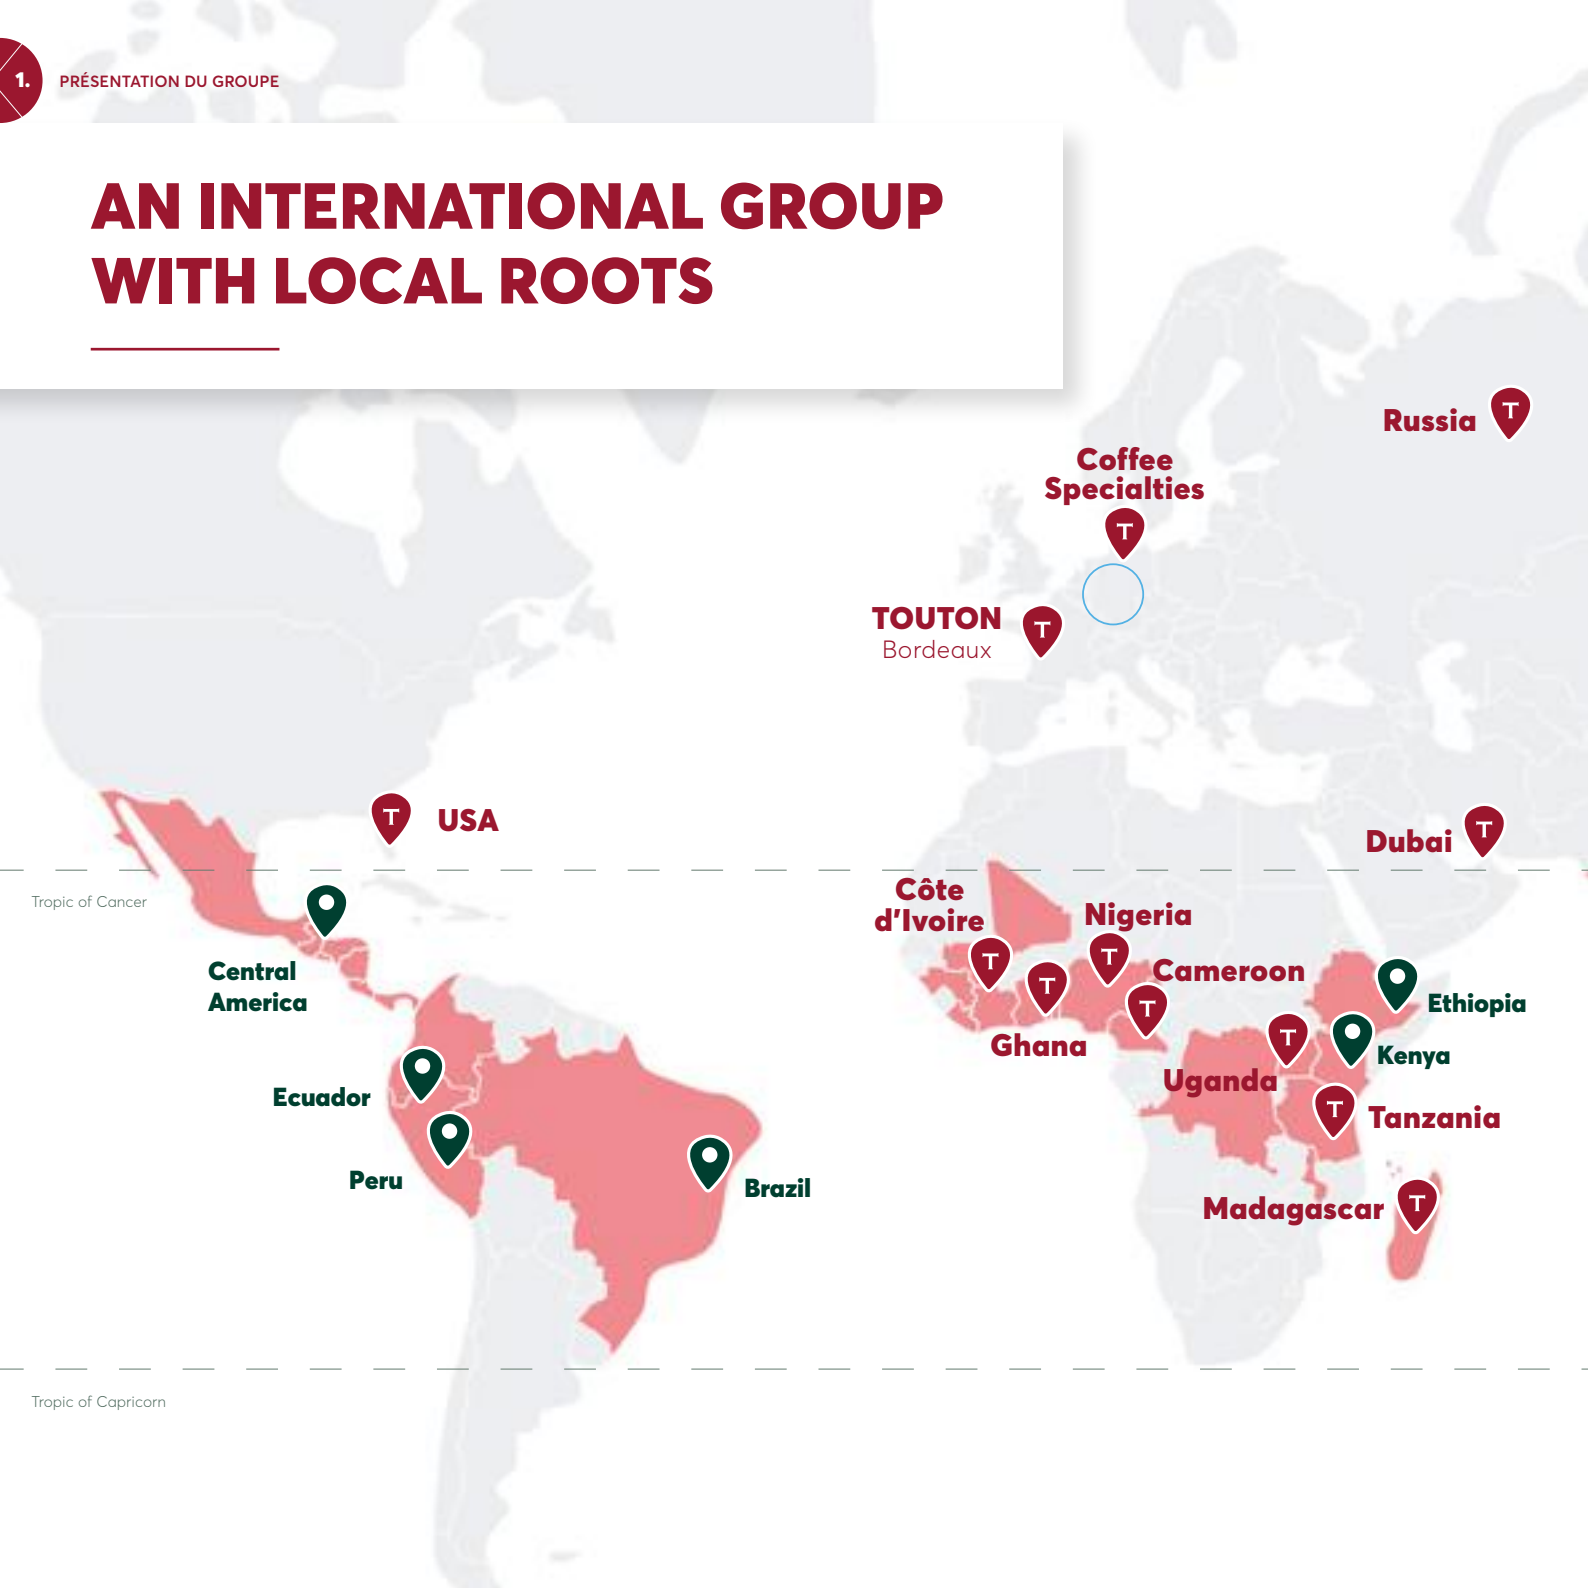 1.
PRÉSENTATION DU GROUPE
AN INTERNATIONAL GROUP
WITH LOCAL ROOTS
Russia
T
Coffee
Specialties
T
TOUTON
Bordeaux
T
T
USA
Dubai
T
Tropic of Cancer
Côte
d'Ivoire
T
Nigeria
T
Cameroon
T
T
Ghana
Central
America
Ethiopia
Kenya
T
Uganda
Ecuador
T
Tanzania
Peru
Brazil
Madagascar
T
Tropic of Capricorn